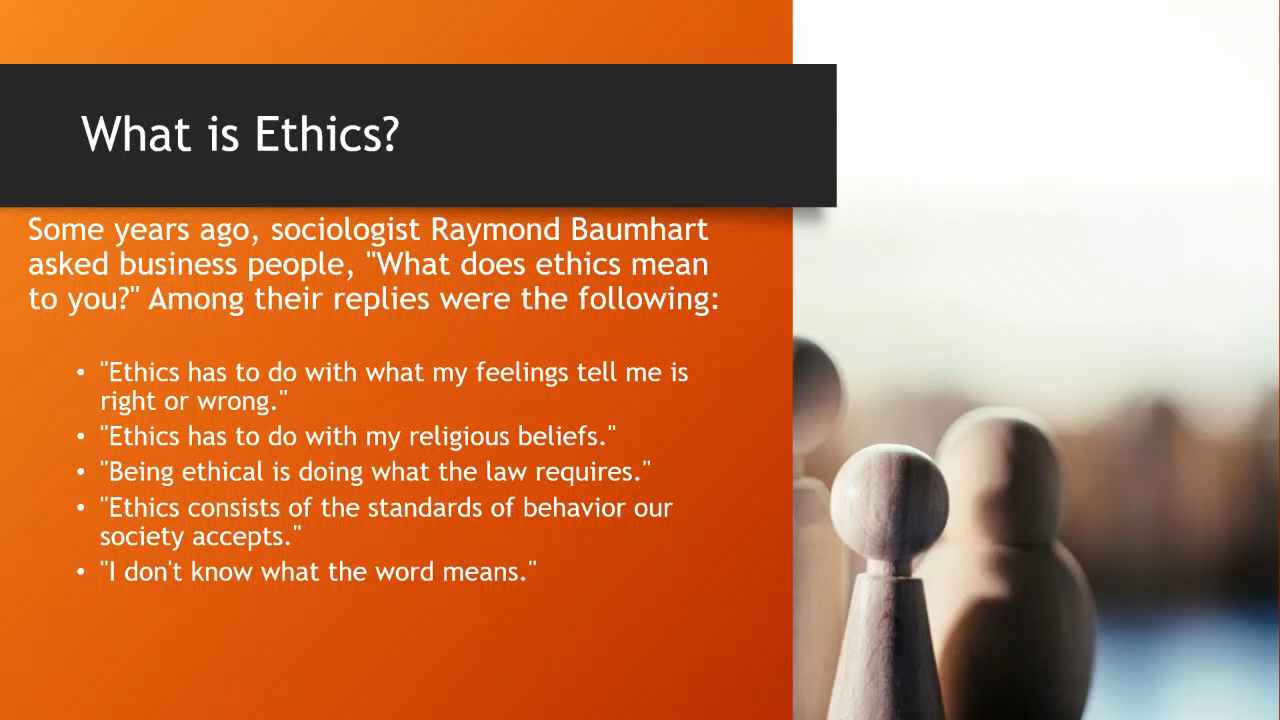 What is Ethics?
Some years ago, sociologist Raymond Baumhart
asked business people, "What does ethics mean
to you?" Among their replies were the following:
• "Ethics has to do with what my feelings tell me is
right or wrong."
• "Ethics has to do with my religious beliefs."
• "Being ethical is doing what the law requires."
• "Ethics consists of the standards of behavior our
society accepts."
• "I don't know what the word means."